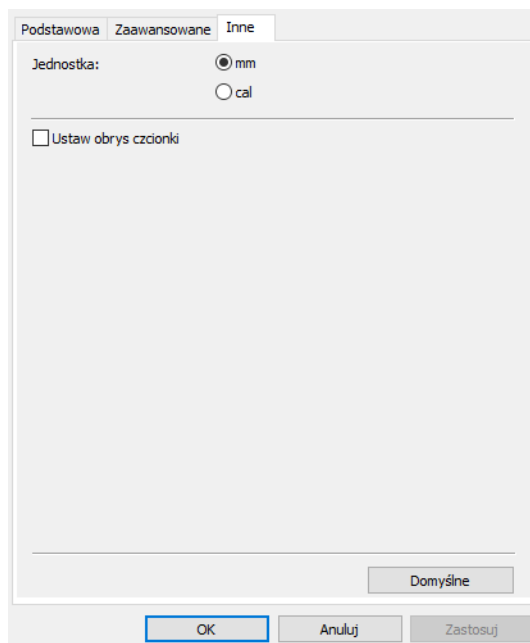 Podstawowa Zaawansowane Inne
Jednostka: mm
cal
Ustaw obrys czcionki
Domyślne
OK Anuluj Zastosuj